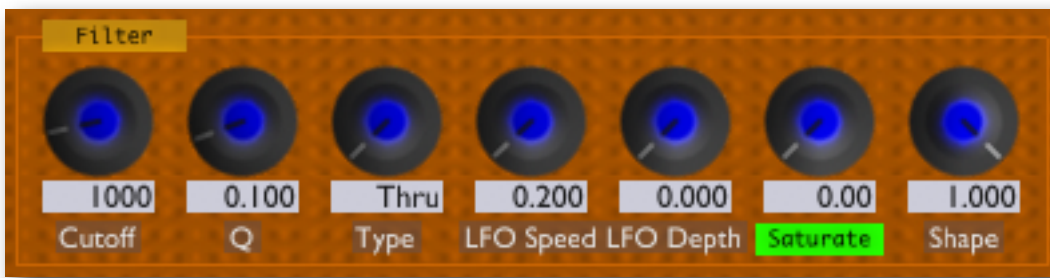 Filter
1000 0.100 Thru 0.200 0.000 0.00 1.000
Cutoff Q Type LFO Speed LFO Depth Saturate Shape